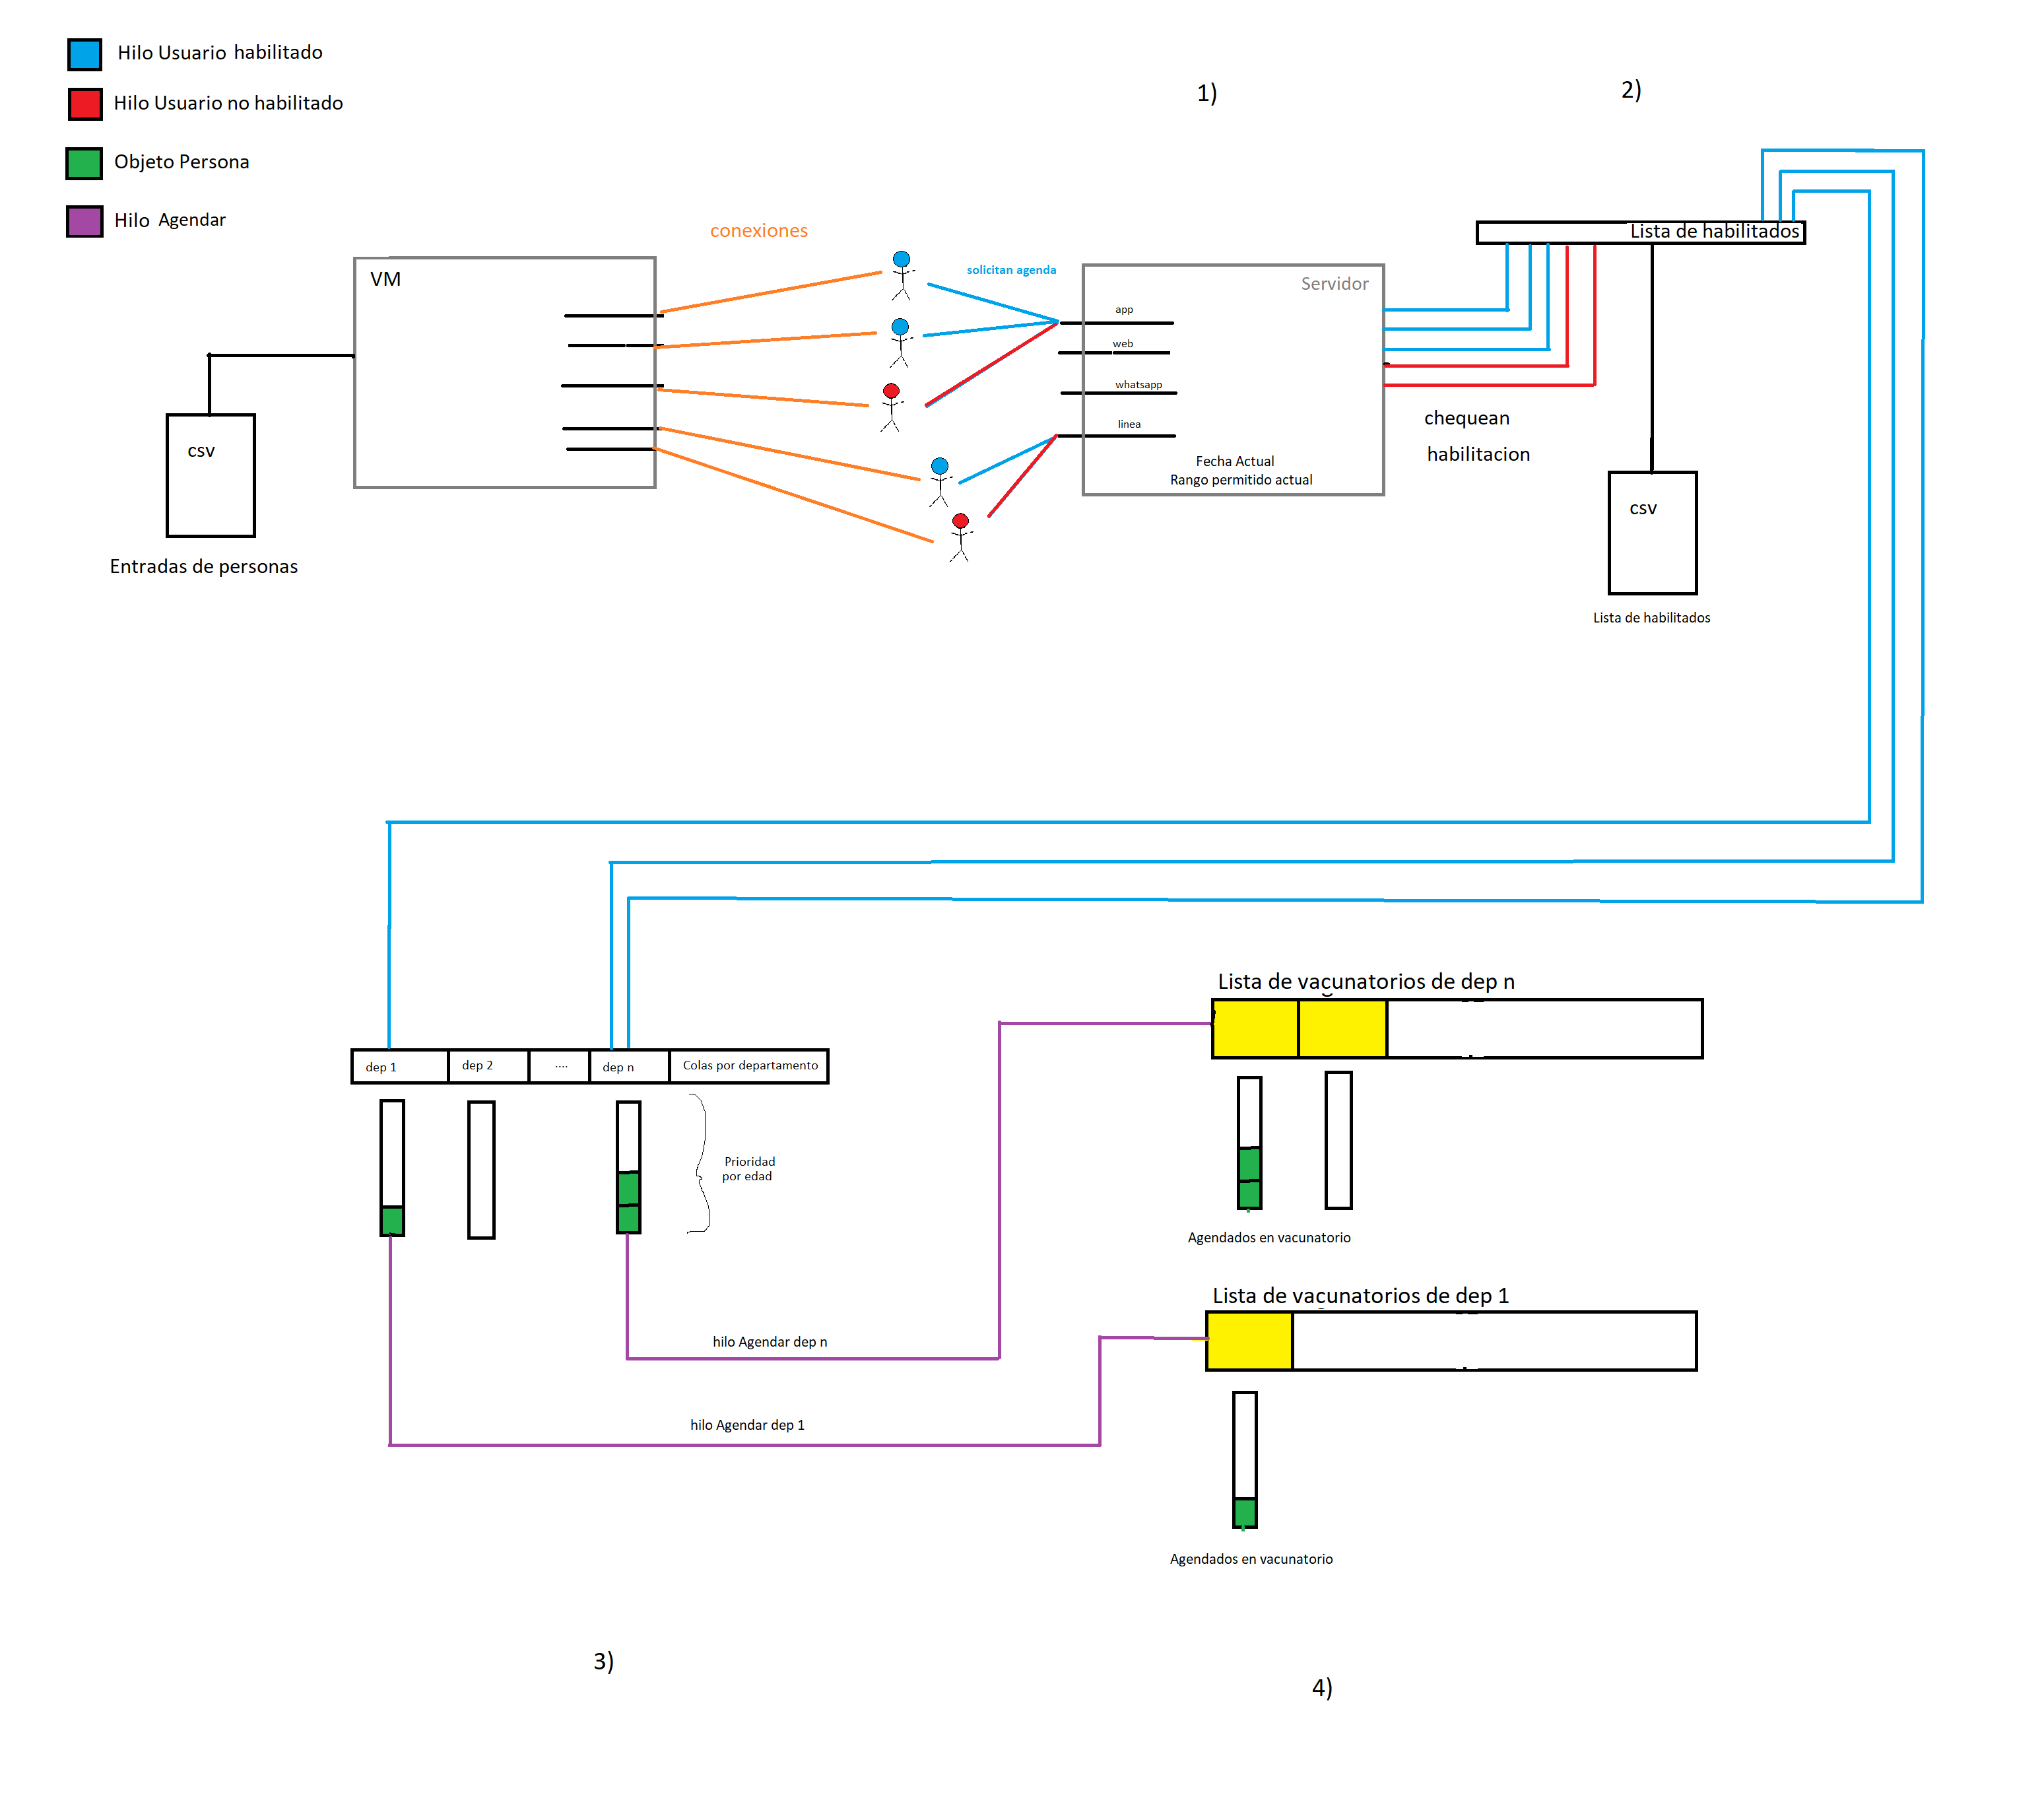 Hilo Usuario habilitado
Hilo Usuario no habilitado
Objeto Persona
Hilo Agendar
1)
2)
conexiones
VM
csv
Entradas de personas
solicitan agenda
Servidor
app
web
whatsapp
linea
Fecha Actual
Rango permitido actual
Lista de habilitados
chequean
habilitacion
csv
Lista de habilitados
dep 1
dep 2
....
dep n
Colas por departamento
Prioridad
por edad
hilo Agendar dep n
hilo Agendar dep 1
Lista de vacunatorios de dep n
Agendados en vacunatorio
Lista de vacunatorios de dep 1
Agendados en vacunatorio
3)
4)